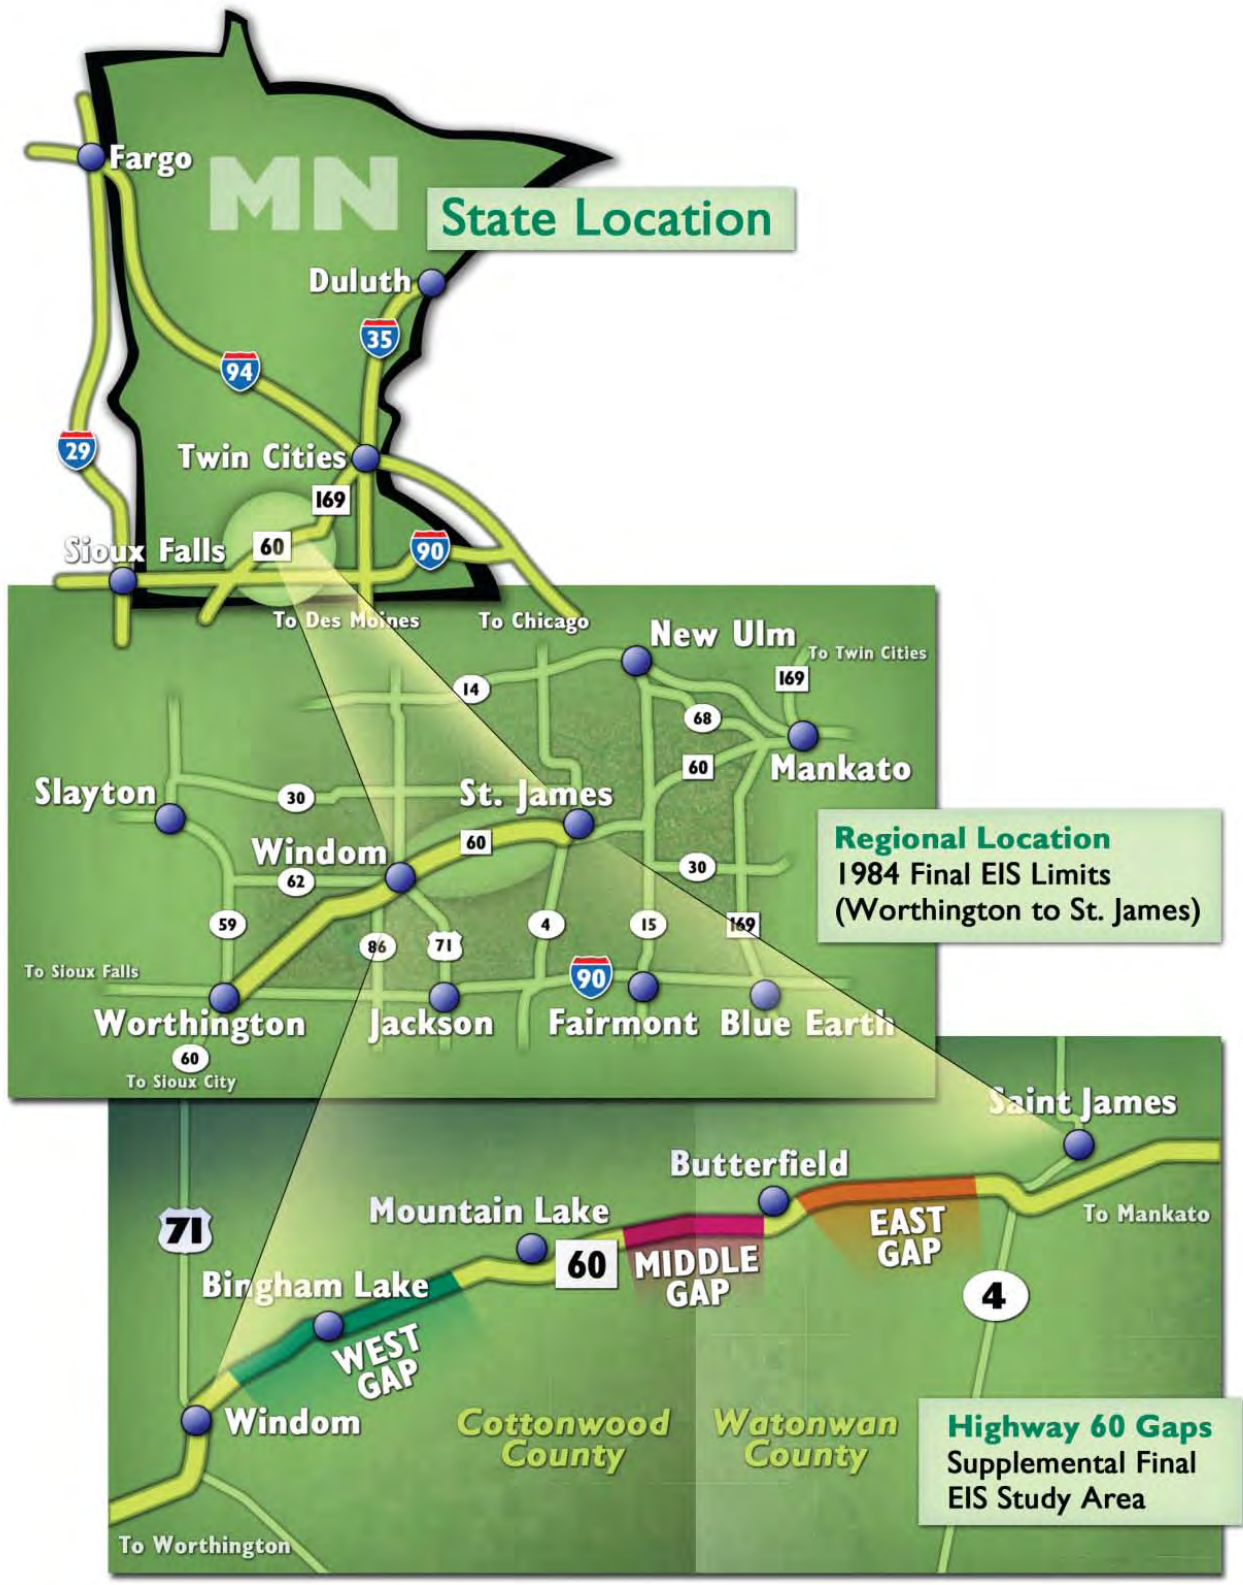 Fargo
MN
State Location
Duluth
35
94
29
Twin Cities
169
Sioux Falls
60
90
To Des Moines
To Chicago
New Ulm
To Twin Cities
169
14
68
60
Mankato
Slayton
30
St. James
60
Windom
62
30
Regional Location
1984 Final EIS Limits
(Worthington to St. James)
59
86
71
4
15
169
To Sioux Falls
90
Worthington
Jackson
Fairmont
Blue Earth
60
To Sioux City
Saint James
Butterfield
Mountain Lake
71
60
MIDDLE
GAP
EAST
GAP
To Mankato
Bingham Lake
4
WEST
GAP
Windom
Cottonwood
County
Watonwan
County
Highway 60 Gaps
Supplemental Final
EIS Study Area
To Worthington